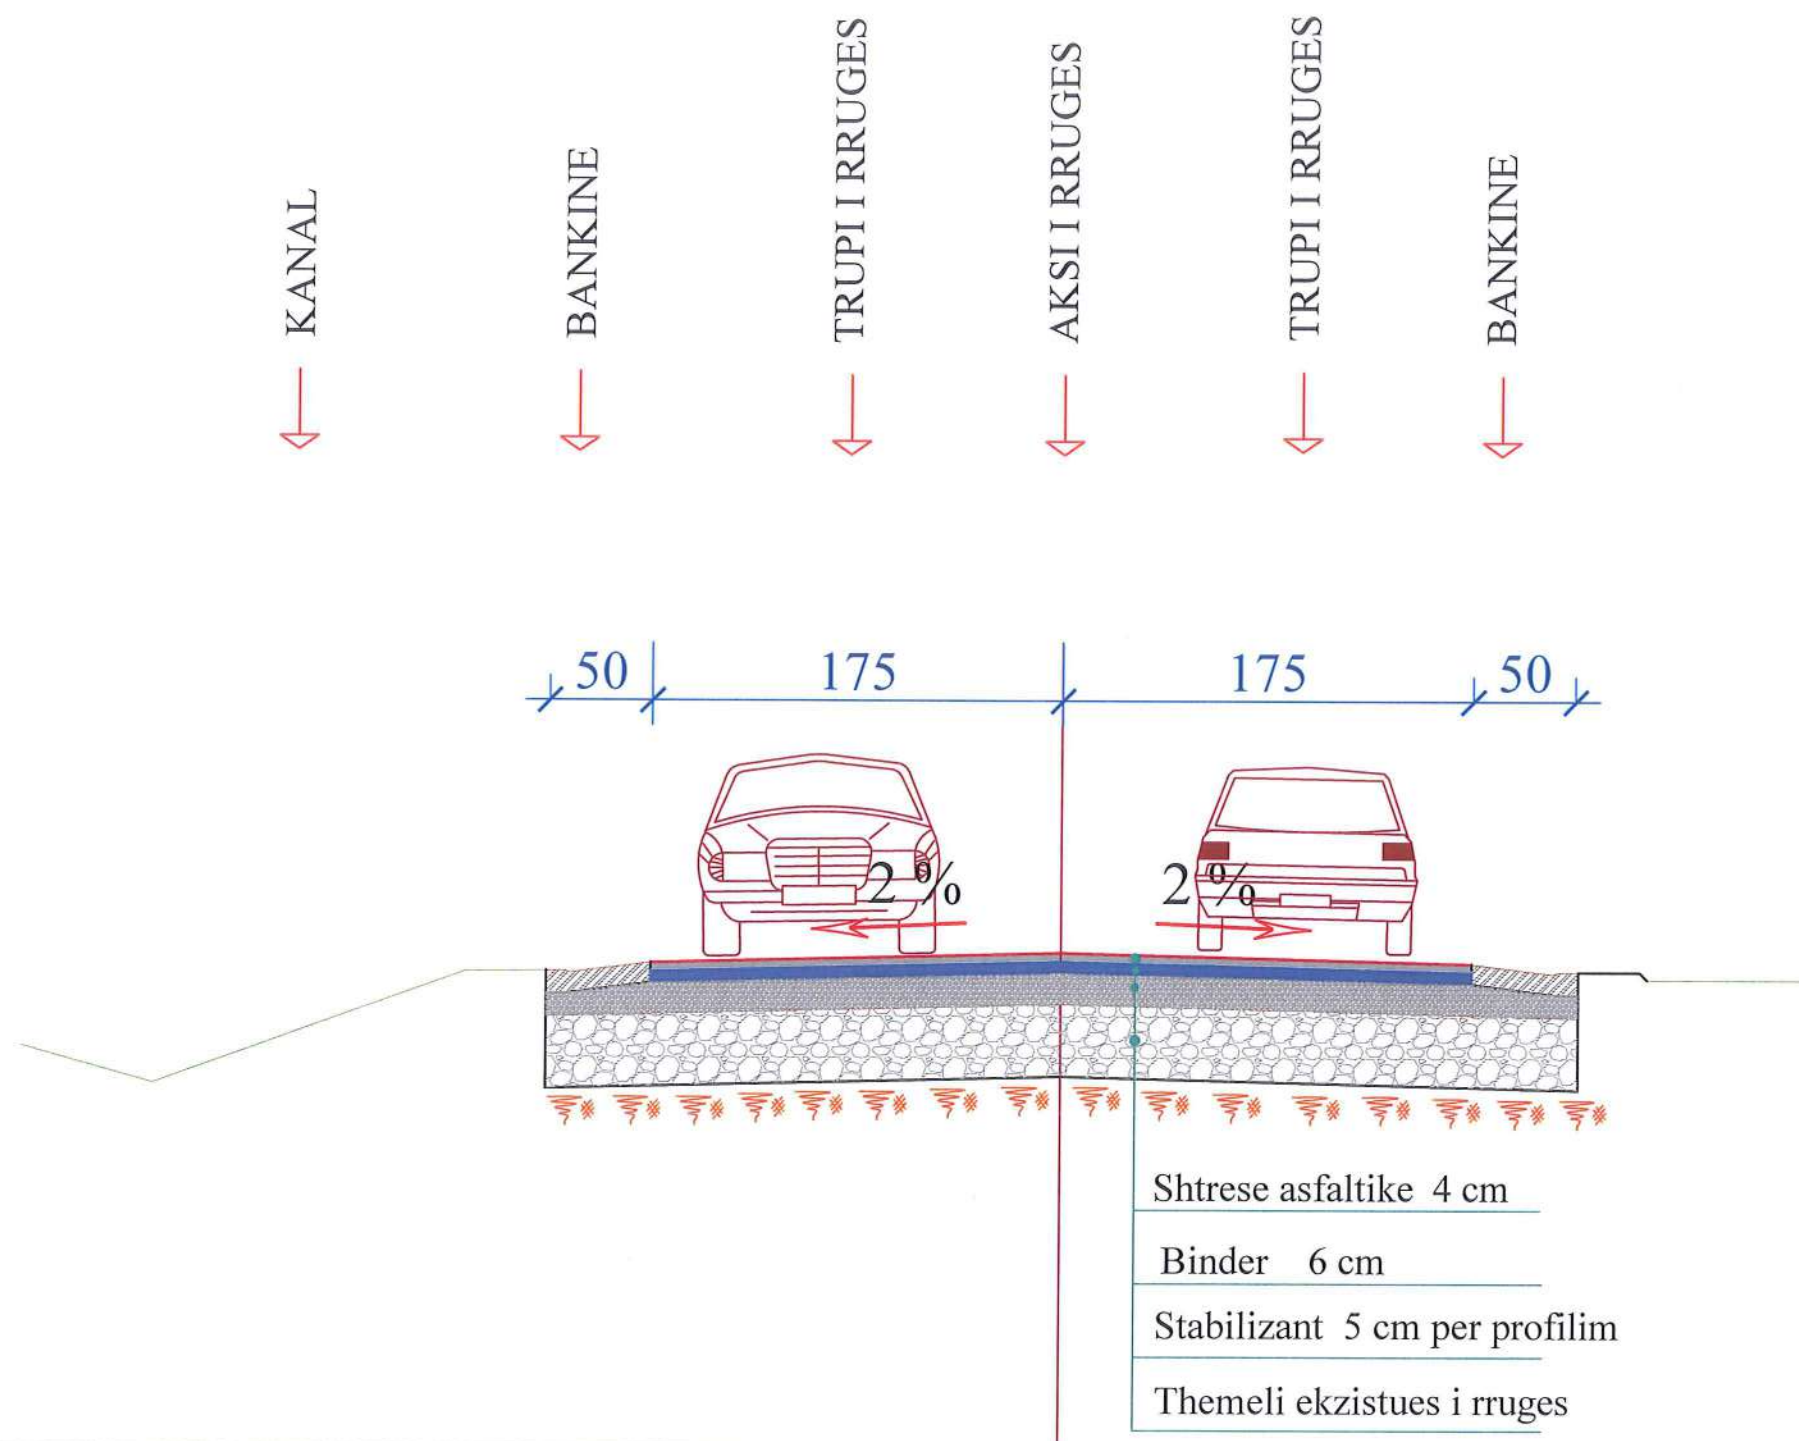 KANAL
BANKINE
TRUPI I RRUGES
AKSI I RRUGES
TRUPI I RRUGES
BANKINE
50
175
175
50
2 %
2 %
Shtrese asfaltike 4 cm
Binder 6 cm
Stabilizant 5 cm per profilim
Themeli ekzistues i rruges